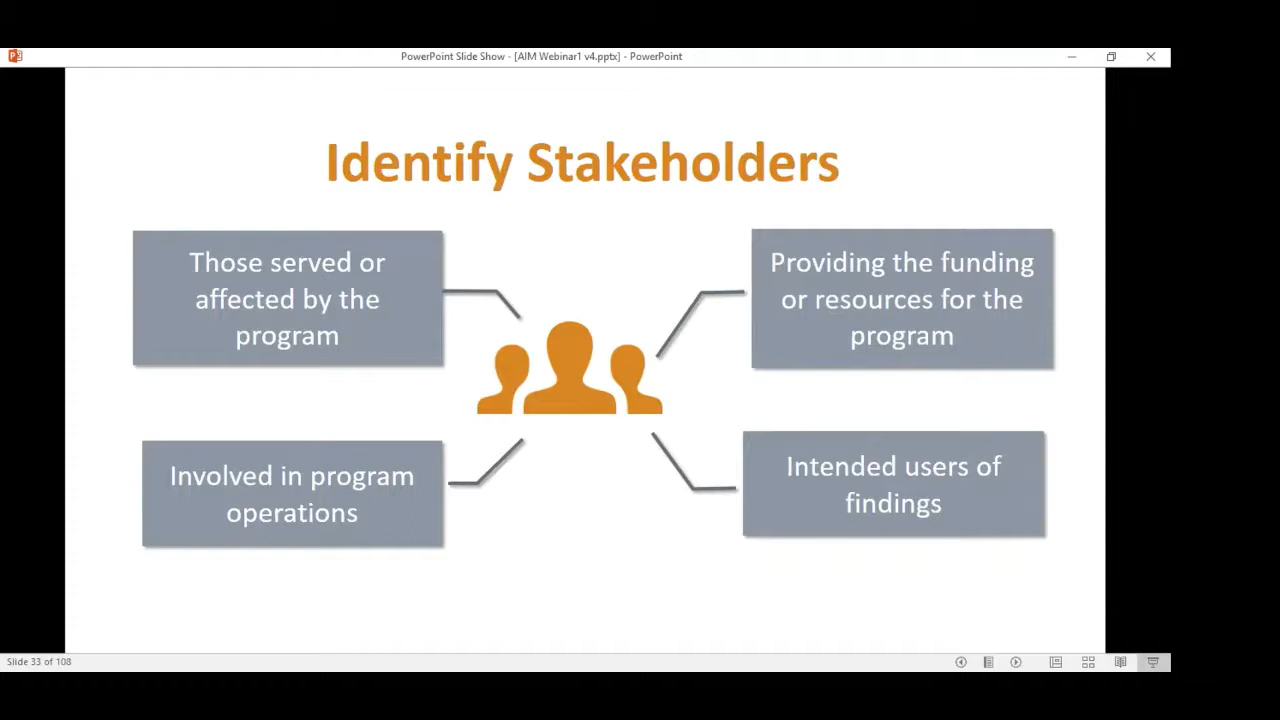 PowerPoint Slide Show - [AIM Webinar1 v4.pptx] - PowerPoint
Identify Stakeholders
Those served or
affected by the
program
Providing the funding
or resources for the
program
Involved in program
operations
Intended users of
findings
Slide 33 of 108